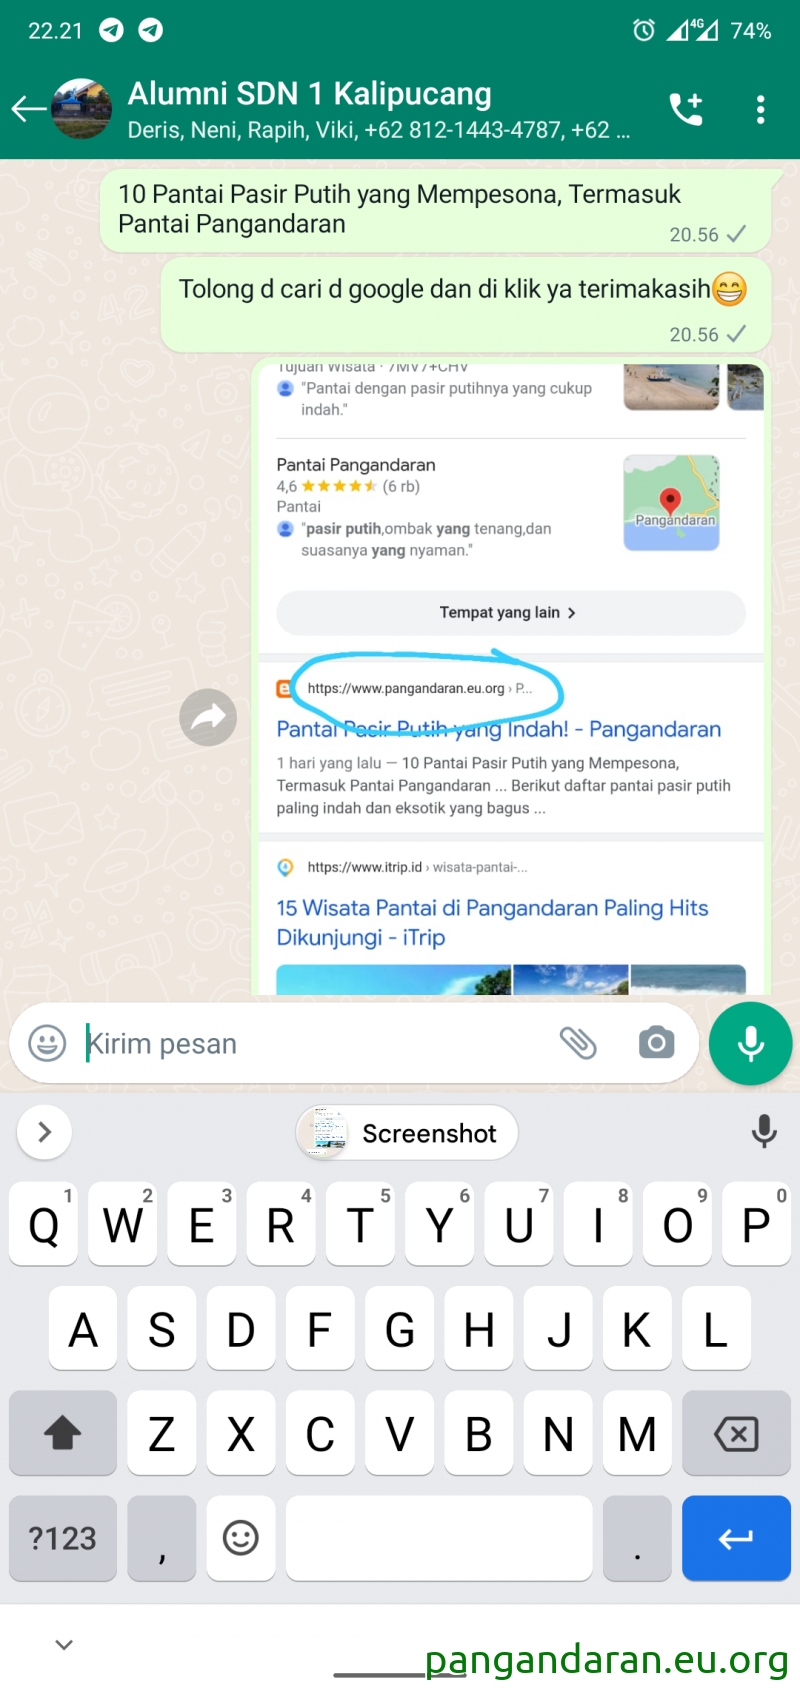 22.21
4G
74%
Alumni SDN 1 Kalipucang
Deris, Neni, Rapih, Viki, +62 812-1443-4787, +62 ...
10 Pantai Pasir Putih yang Mempesona, Termasuk
Pantai Pangandaran
20.56
Tolong d cari d google dan di klik ya terimakasih😁
20.56
Tujuan Wisata · 7MV7+CHV
"Pantai dengan pasir putihnya yang cukup
indah."
Pantai Pangandaran
4,6 ★★★★★ (6 rb)
Pantai
"pasir putih,ombak yang tenang,dan
suasanya yang nyaman."
Pangandaran
Tempat yang lain >
https://www.pangandaran.eu.org › P...
Pantai Pasir Putih yang Indah! - Pangandaran
1 hari yang lalu — 10 Pantai Pasir Putih yang Mempesona,
Termasuk Pantai Pangandaran ... Berikut daftar pantai pasir putih
paling indah dan eksotik yang bagus ...
https://www.itrip.id › wisata-pantai-...
15 Wisata Pantai di Pangandaran Paling Hits
Dikunjungi - iTrip
Kirim pesan
Screenshot
1 2 3 4 5 6 7 8 9 0
Q W E R T Y U I O P
A S D F G H J K L
Z X C V B N M
?123 , .
pangandaran.eu.org